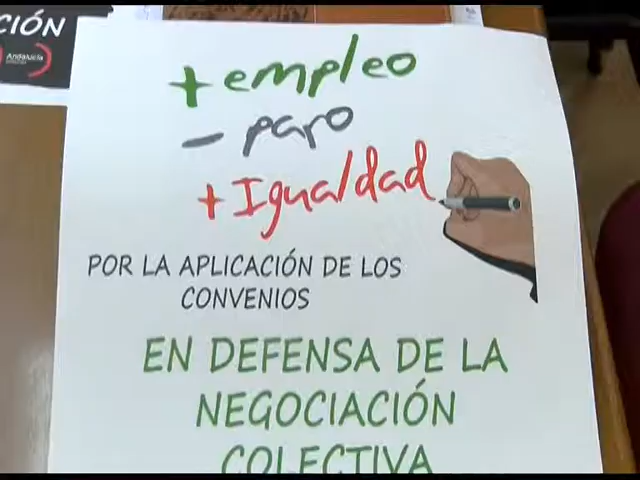 CIÓN
Andalucía
+ empleo
- paro
+ Igualdad
POR LA APLICACIÓN DE LOS
CONVENIOS
EN DEFENSA DE LA
NEGOCIACIÓN
COLECTIVA